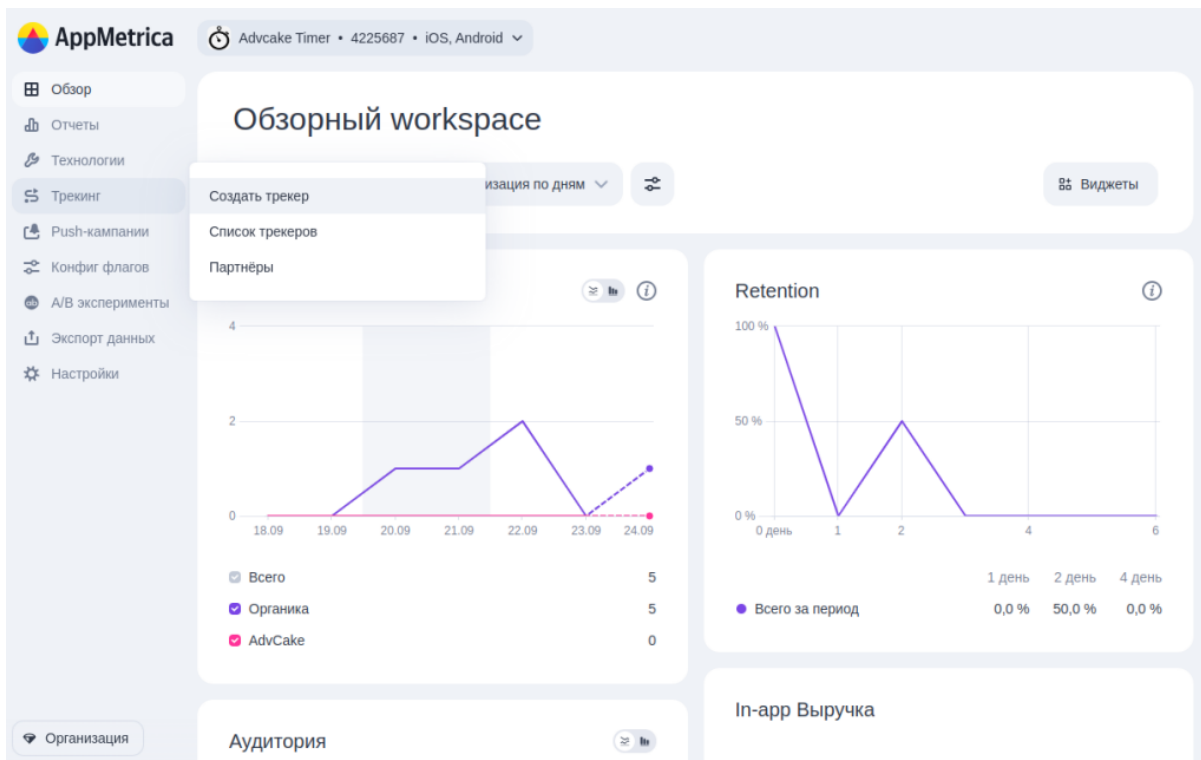 AppMetrica
Advcake Timer • 4225687 • iOS, Android
Обзор
Отчеты
Технологии
Трекинг
Push-кампании
Конфиг флагов
A/B эксперименты
Экспорт данных
Настройки
Организация
Обзорный workspace
изация по дням
Виджеты
Создать трекер
Список трекеров
Партнёры
4
2
0
18.09 19.09 20.09 21.09 22.09 23.09 24.09
Всего 5
Органика 5
AdvCake 0
Retention
100 %
50 %
0 %
0 день 1 2 4 6
1 день 2 день 4 день
Всего за период 0,0 % 50,0 % 0,0 %
Аудитория
In-app Выручка